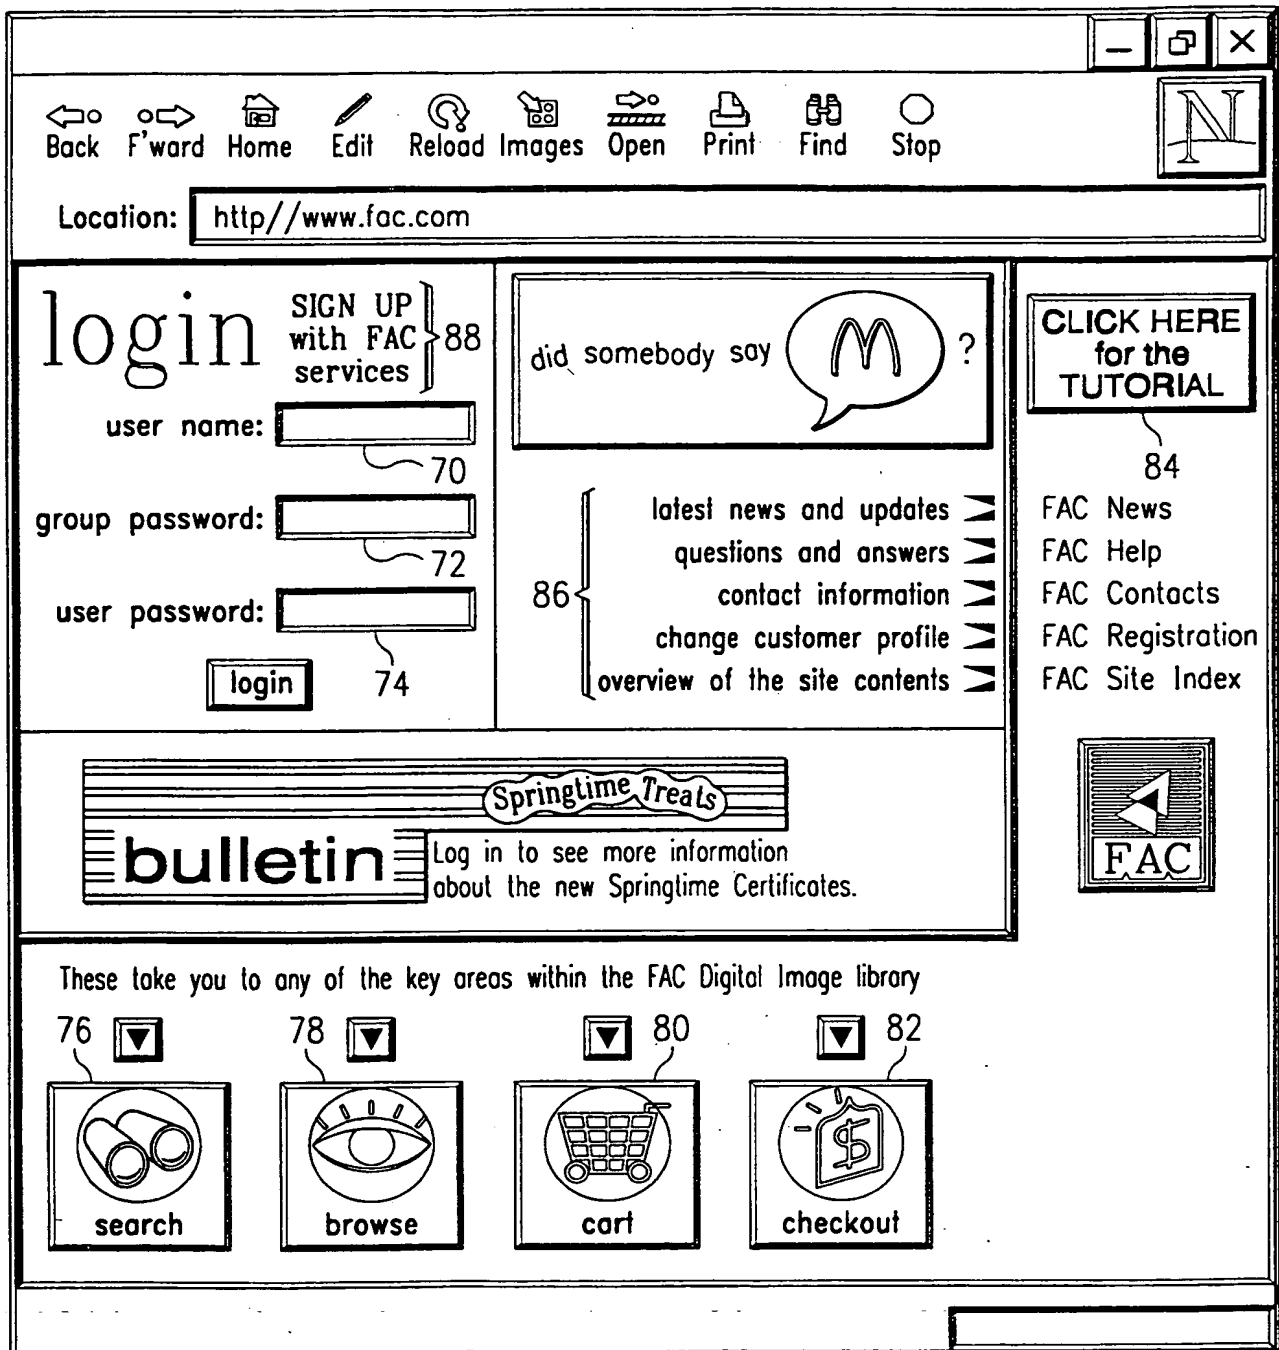 Back F'ward Home Edit Reload Images Open Print Find Stop
N
Location: http//www.fac.com
login
SIGN UP
with FAC
services
88
user name:
70
group password:
72
user password:
74
login
did somebody say M ?
86
latest news and updates
questions and answers
contact information
change customer profile
overview of the site contents
CLICK HERE
for the
TUTORIAL
84
FAC News
FAC Help
FAC Contacts
FAC Registration
FAC Site Index
FAC
Springtime Treats
bulletin
Log in to see more information
about the new Springtime Certificates.
These take you to any of the key areas within the FAC Digital Image library
76 78 80 82
search browse cart checkout
$